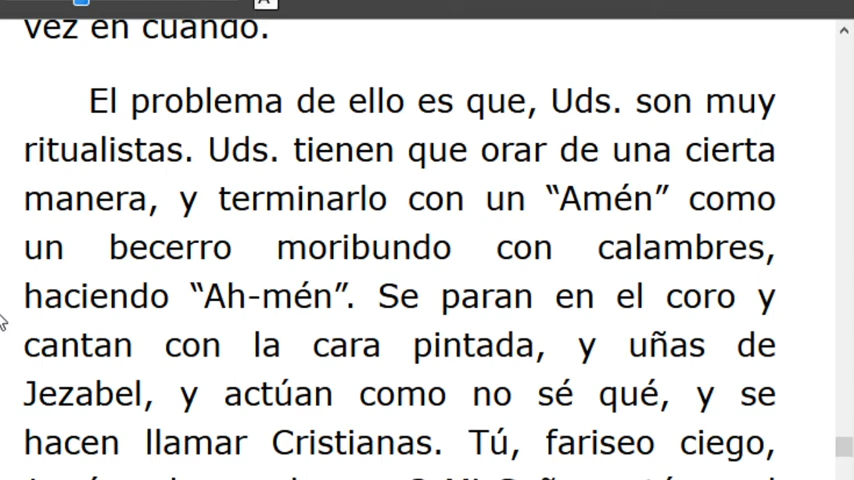 vez en cuando.
El problema de ello es que, Uds. son muy
ritualistas. Uds. tienen que orar de una cierta
manera, y terminarlo con un “Amén” como
un becerro moribundo con calambres,
haciendo “Ah-mén”. Se paran en el coro y
cantan con la cara pintada, y uñas de
Jezabel, y actúan como no sé qué, y se
hacen llamar Cristianas. Tú, fariseo ciego,